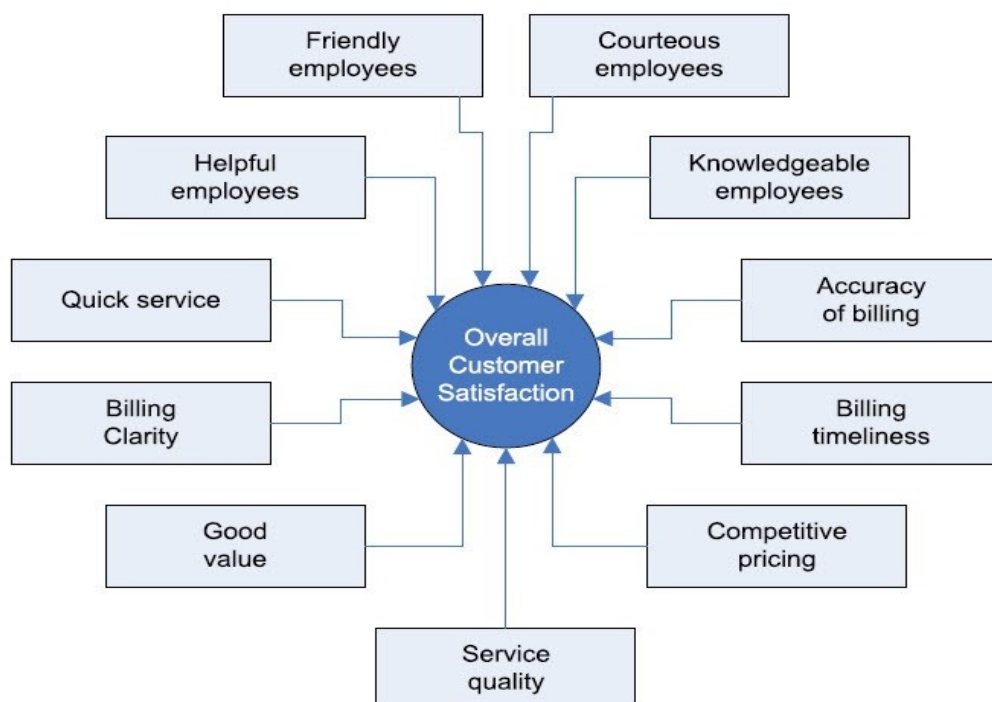 Friendly
employees
Courteous
employees
Helpful
employees
Knowledgeable
employees
Quick service
Accuracy
of billing
Overall
Customer
Satisfaction
Billing
Clarity
Billing
timeliness
Good
value
Competitive
pricing
Service
quality